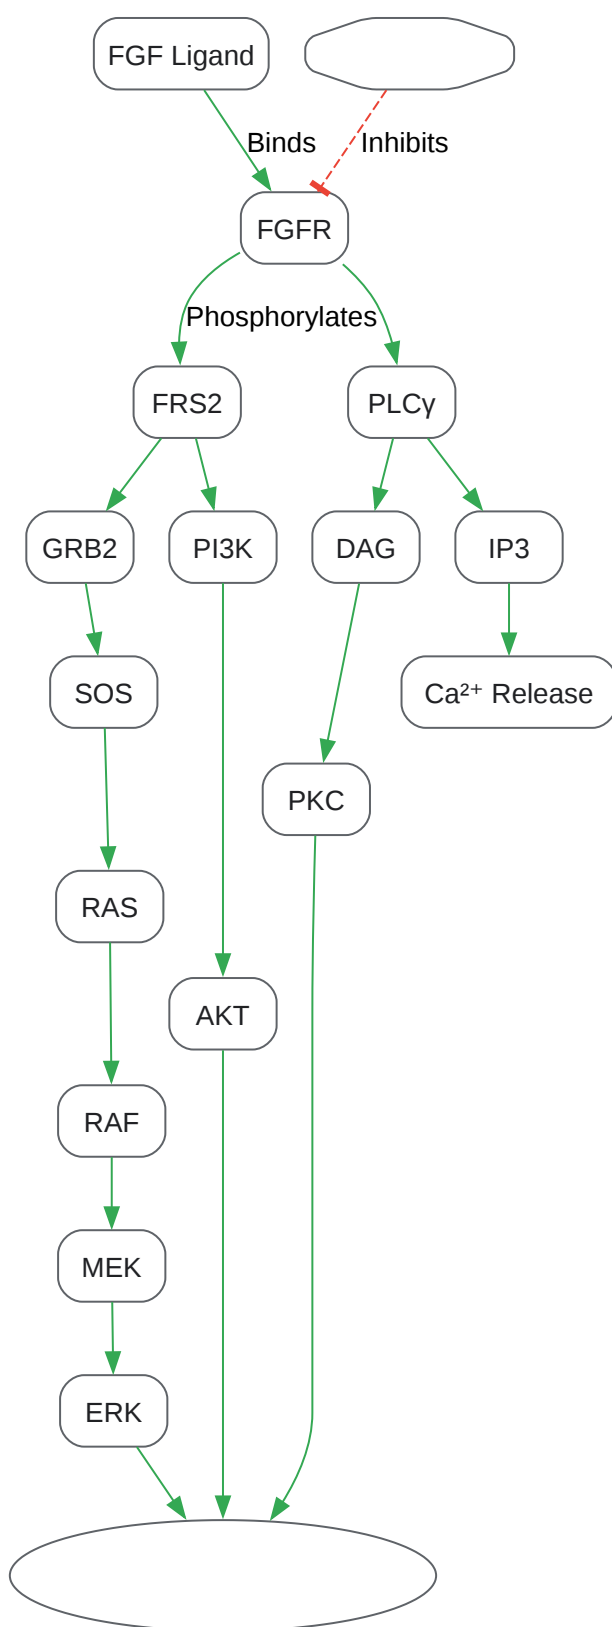 FGF Ligand
Binds
Inhibits
FGFR
Phosphorylates
FRS2
PLCγ
GRB2
PI3K
DAG
IP3
SOS
Ca²⁺ Release
PKC
RAS
AKT
RAF
MEK
ERK